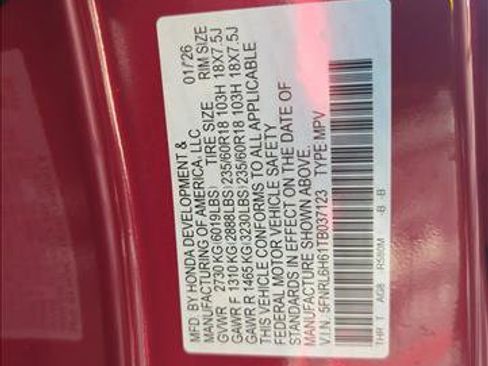 MFD. BY HONDA DEVELOPMENT & 01/26
MANUFACTURING OF AMERICA, LLC TIRE SIZE RIM SIZE
GVWR 2730 KG(6019LBS)
GAWR F 1310 KG(2888LBS)235/60R18 103H 18X7.5J
GAWR R 1465 KG(3230LBS)235/60R18 103H 18X7.5J
THIS VEHICLE CONFORMS TO ALL APPLICABLE
FEDERAL MOTOR VEHICLE SAFETY
STANDARDS IN EFFECT ON THE DATE OF
MANUFACTURE SHOWN ABOVE.
V.I.N. 5FNRL6H61TB037123 TYPE MPV
THR T AG8 R580M -B -B